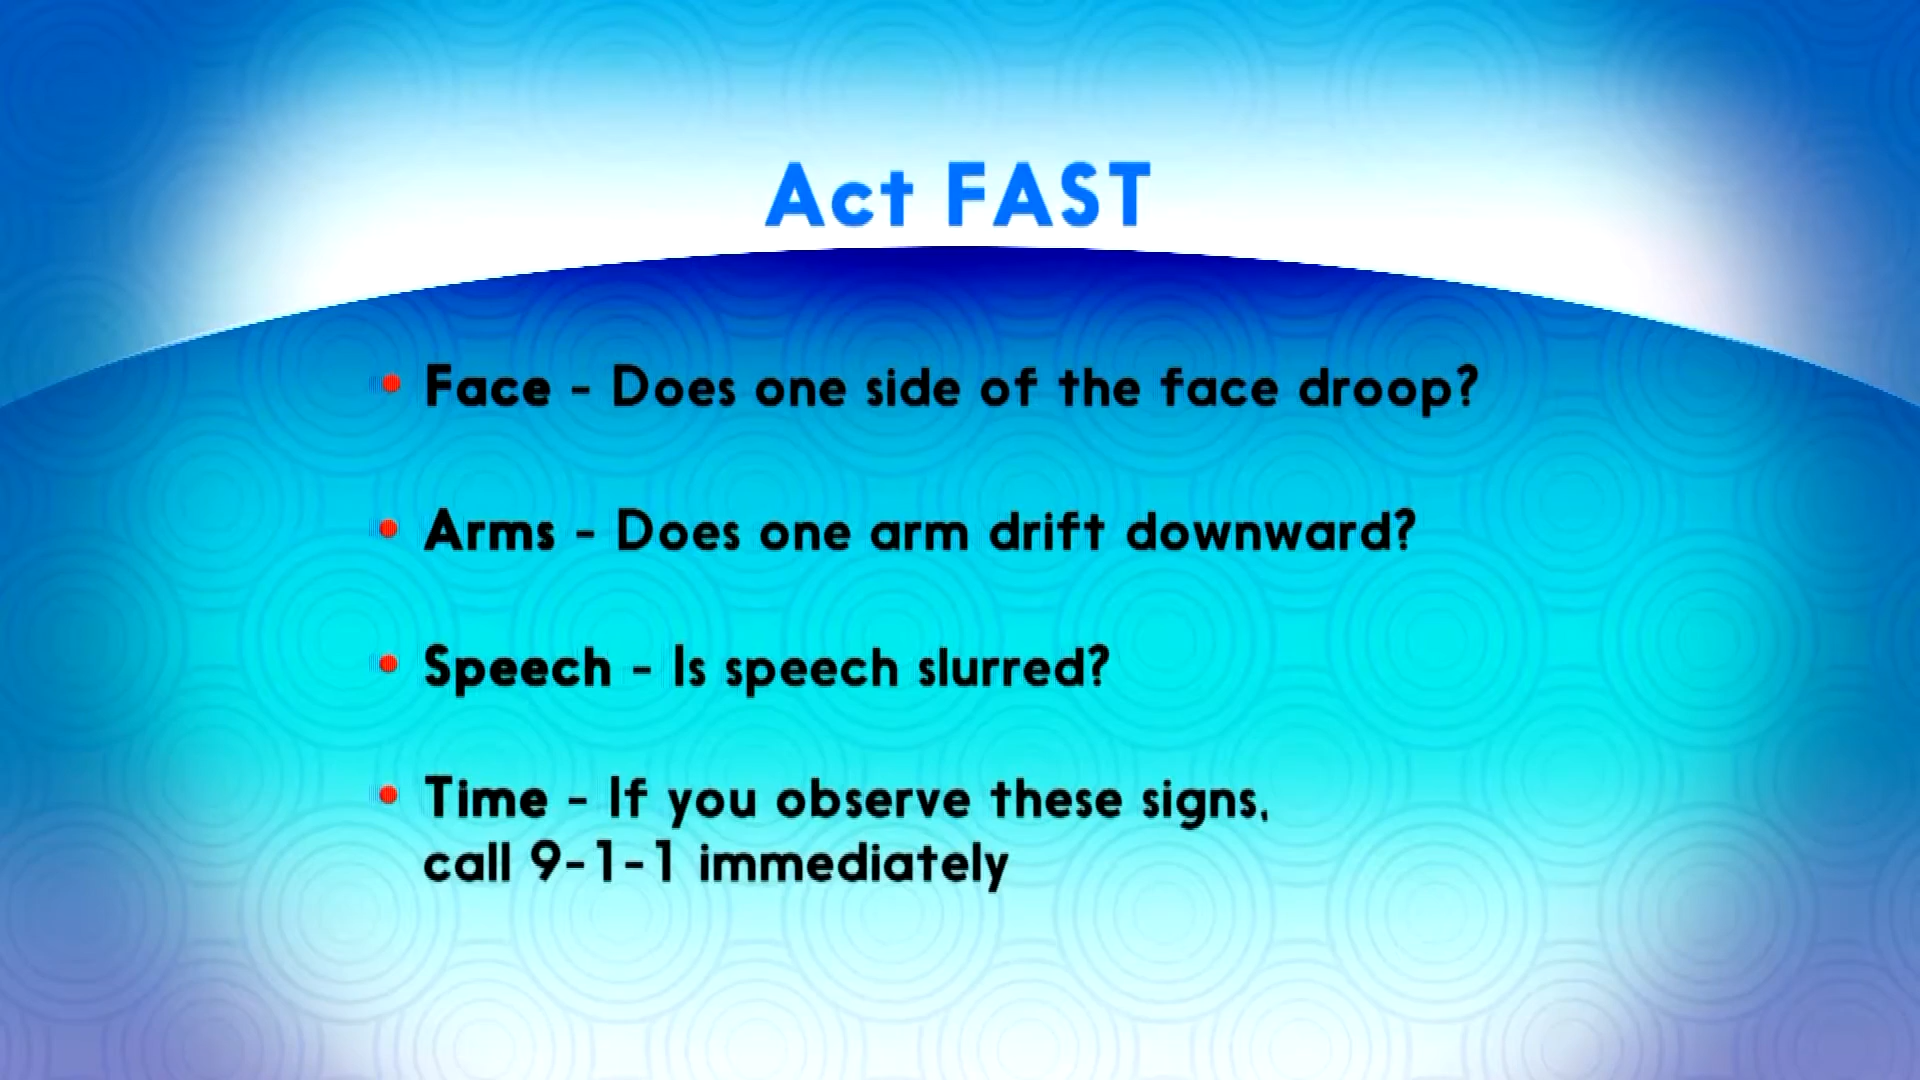 Act FAST
• Face - Does one side of the face droop?
• Arms - Does one arm drift downward?
• Speech - Is speech slurred?
• Time - If you observe these signs,
call 9-1-1 immediately